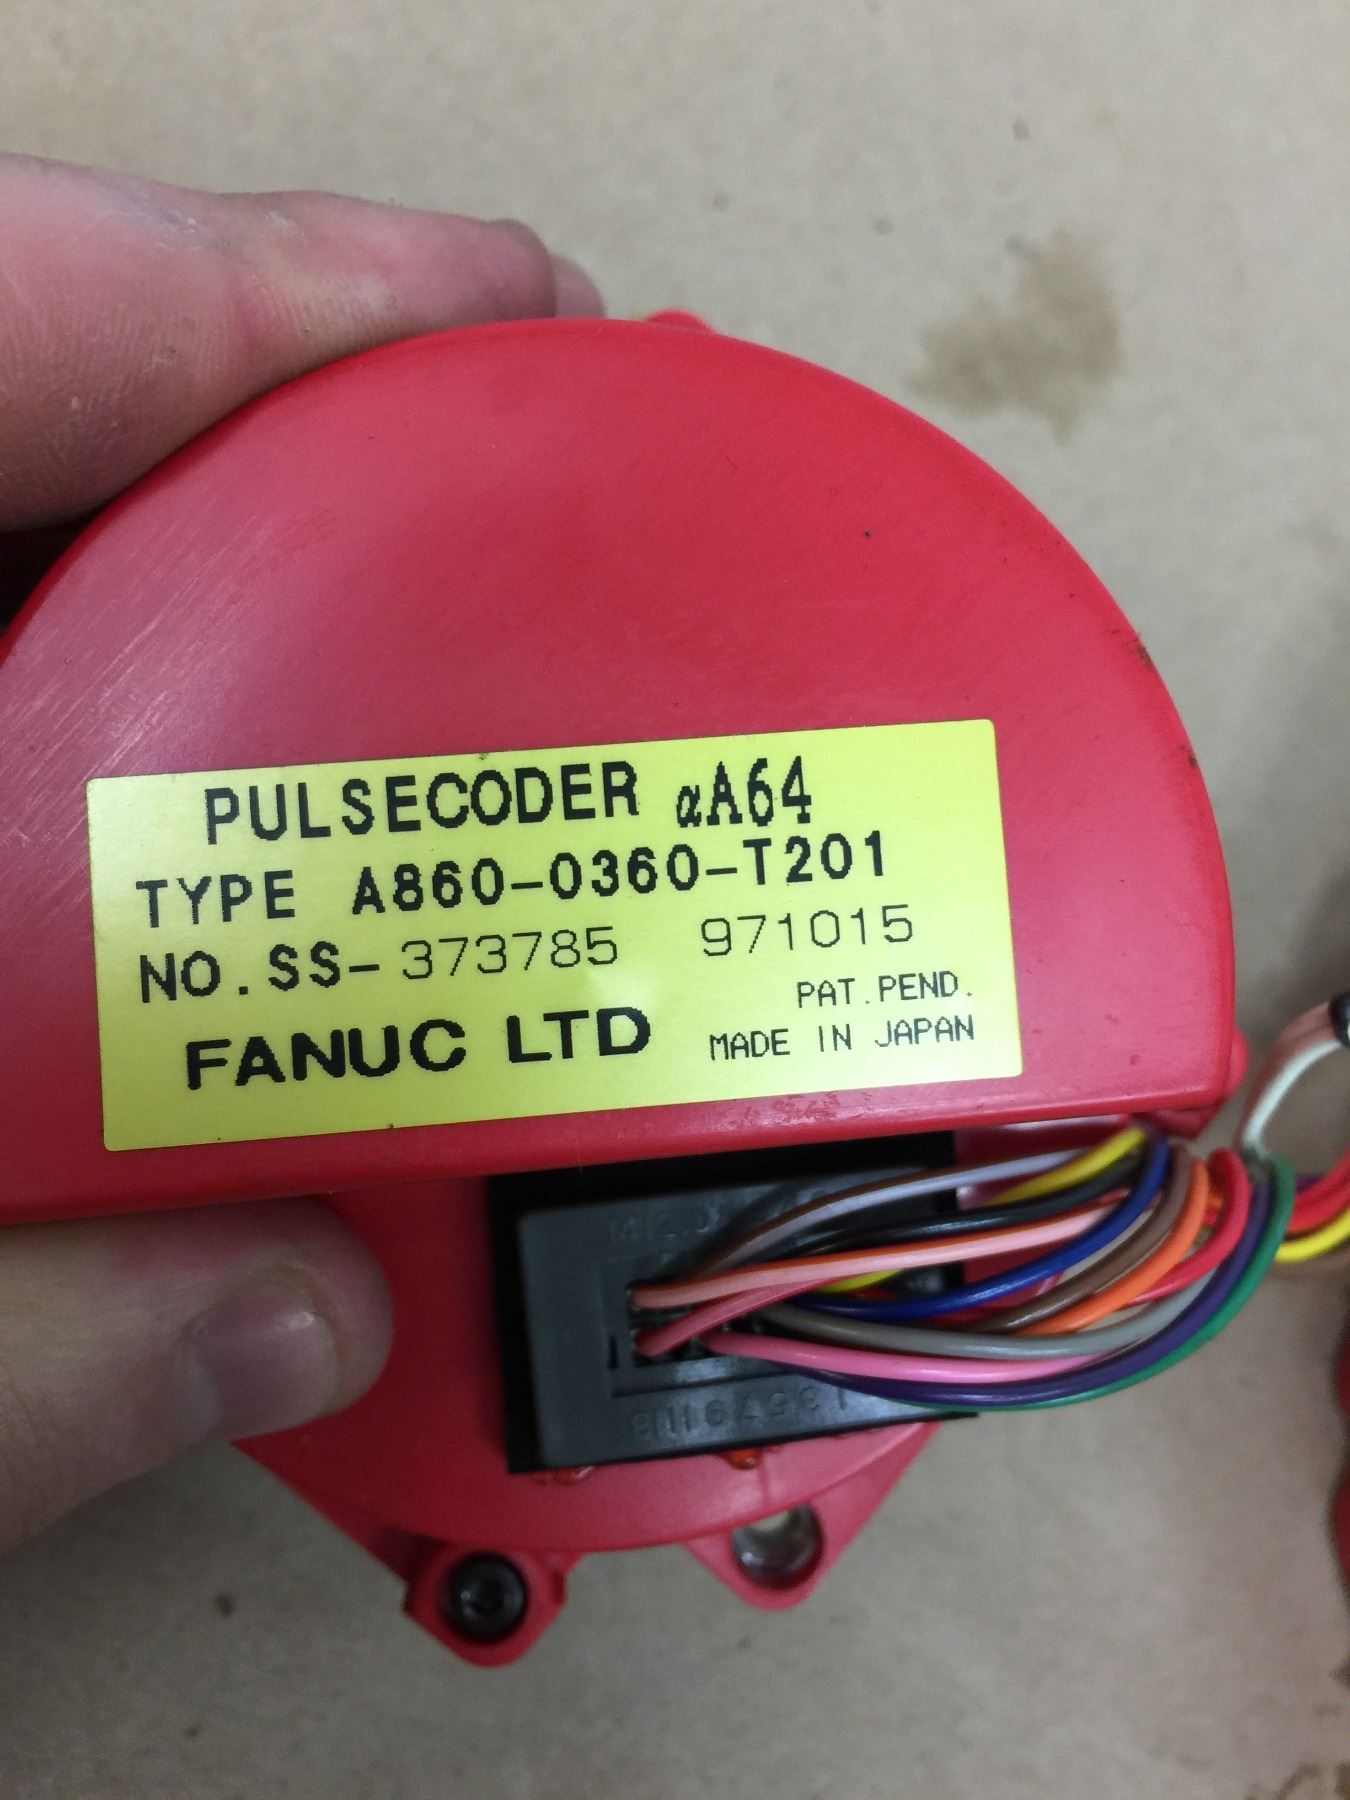 PULSECODER αA64
TYPE A860-0360-T201
NO.SS-373785 971015
PAT.PEND.
FANUC LTD MADE IN JAPAN